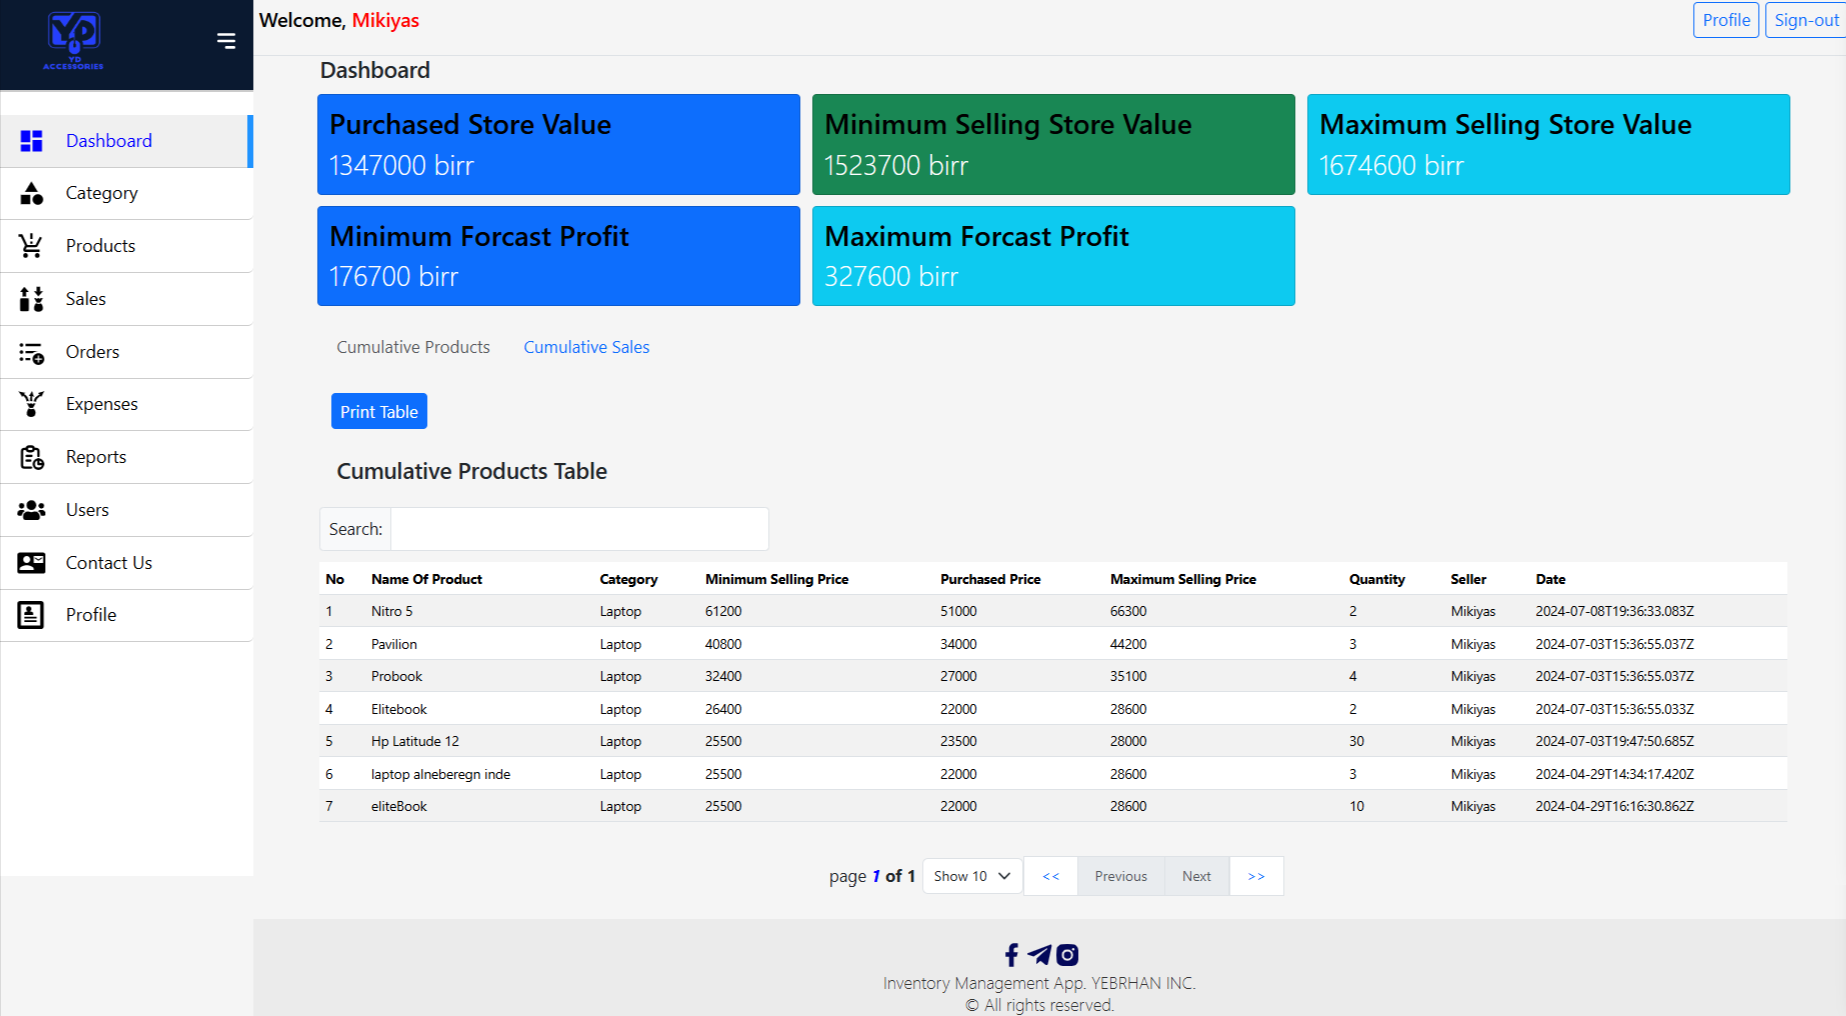 YD
YD
ACCESSORIES
Welcome, Mikiyas
Profile
Sign-out
Dashboard
Category
Products
Sales
Orders
Expenses
Reports
Users
Contact Us
Profile
Dashboard
Purchased Store Value
1347000 birr
Minimum Selling Store Value
1523700 birr
Maximum Selling Store Value
1674600 birr
Minimum Forcast Profit
176700 birr
Maximum Forcast Profit
327600 birr
Cumulative Products Cumulative Sales
Print Table
Cumulative Products Table
Search:
No Name Of Product Category Minimum Selling Price Purchased Price Maximum Selling Price Quantity Seller Date
1 Nitro 5 Laptop 61200 51000 66300 2 Mikiyas 2024-07-08T19:36:33.083Z
2 Pavilion Laptop 40800 34000 44200 3 Mikiyas 2024-07-03T15:36:55.037Z
3 Probook Laptop 32400 27000 35100 4 Mikiyas 2024-07-03T15:36:55.037Z
4 Elitebook Laptop 26400 22000 28600 2 Mikiyas 2024-07-03T15:36:55.033Z
5 Hp Latitude 12 Laptop 25500 23500 28000 30 Mikiyas 2024-07-03T19:47:50.685Z
6 laptop alneberegn inde Laptop 25500 22000 28600 3 Mikiyas 2024-04-29T14:34:17.420Z
7 eliteBook Laptop 25500 22000 28600 10 Mikiyas 2024-04-29T16:16:30.862Z
page 1 of 1 Show 10 << Previous Next >>
Inventory Management App. YEBRHAN INC.
© All rights reserved.